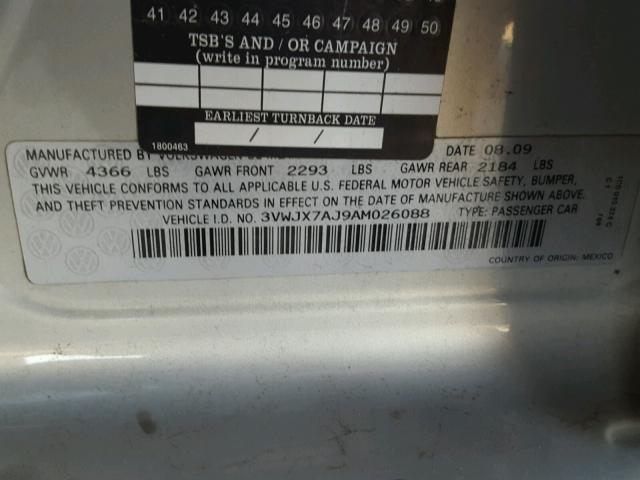 41 42 43 44 45 46 47 48 49 50
TSB'S AND / OR CAMPAIGN
(write in program number)
EARLIEST TURNBACK DATE
/ /
1800463
MANUFACTURED BY VOLKSWAGEN DATE 08.09
GVWR 4366 LBS GAWR FRONT 2293 LBS GAWR REAR 2184 LBS
THIS VEHICLE CONFORMS TO ALL APPLICABLE U.S. FEDERAL MOTOR VEHICLE SAFETY, BUMPER,
AND THEFT PREVENTION STANDARDS IN EFFECT ON THE DATE OF MANUFACTURE SHOWN ABOVE.
VEHICLE I.D. NO. 3VWJX7AJ9AM026088 TYPE: PASSENGER CAR
COUNTRY OF ORIGIN: MEXICO